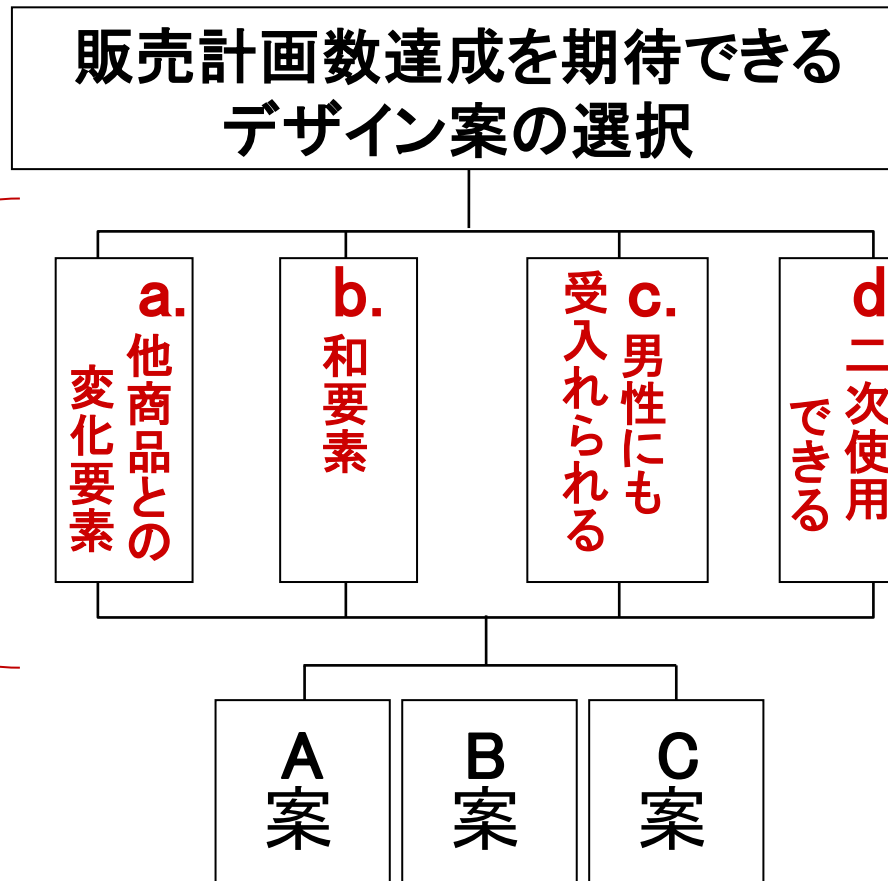 販売計画数達成を期待できる
デザイン案の選択
a.
他商品との
変化要素
b.
和要素
c.
男性にも
受入れられる
d
二次使用
できる
A
案
B
案
C
案